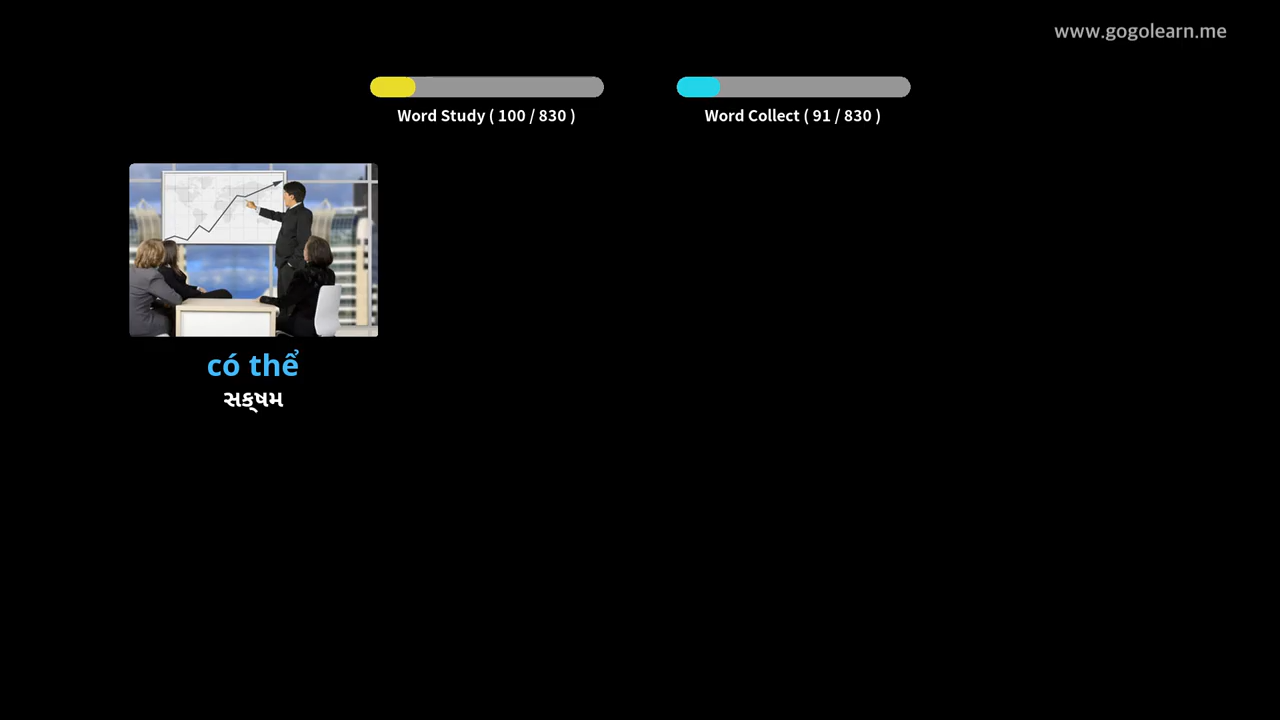 www.gogolearn.me
Word Study ( 100 / 830 )
Word Collect ( 91 / 830 )
có thể
સક્ષમ